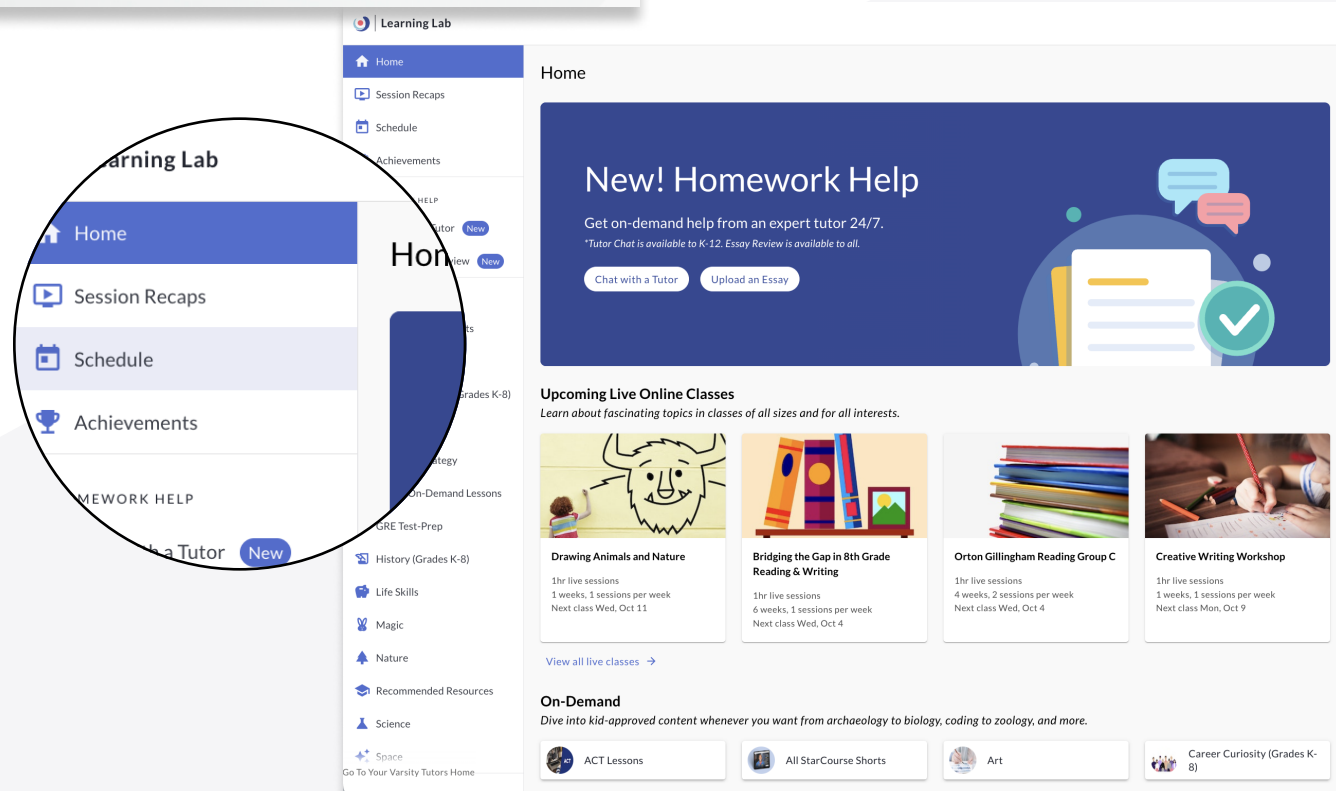 Learning Lab
Home
Session Recaps
Schedule
Achievements
HELP
New
New
Grades K-8)
On-Demand Lessons
GRE Test-Prep
History (Grades K-8)
Life Skills
Magic
Nature
Recommended Resources
Science
Space
Go To Your Varsity Tutors Home
Learning Lab
Home
Session Recaps
Schedule
Achievements
HELP
a Tutor New
Home
New! Homework Help
Get on-demand help from an expert tutor 24/7.
*Tutor Chat is available to K-12. Essay Review is available to all.
Chat with a Tutor
Upload an Essay
Upcoming Live Online Classes
Learn about fascinating topics in classes of all sizes and for all interests.
Drawing Animals and Nature
1hr live sessions
1 weeks, 1 sessions per week
Next class Wed, Oct 11
Bridging the Gap in 8th Grade
Reading & Writing
1hr live sessions
6 weeks, 1 sessions per week
Next class Wed, Oct 4
Orton Gillingham Reading Group C
1hr live sessions
4 weeks, 2 sessions per week
Next class Wed, Oct 4
Creative Writing Workshop
1hr live sessions
1 weeks, 1 sessions per week
Next class Mon, Oct 9
View all live classes
On-Demand
Dive into kid-approved content whenever you want from archaeology to biology, coding to zoology, and more.
ACT Lessons
All StarCourse Shorts
Art
Career Curiosity (Grades K-
8)